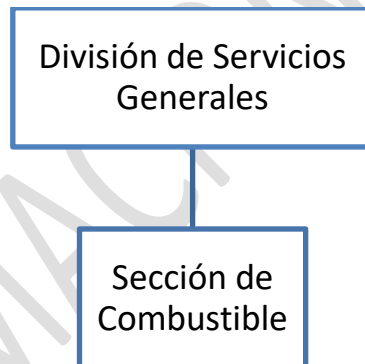 División de Servicios
Generales
Sección de
Combustible